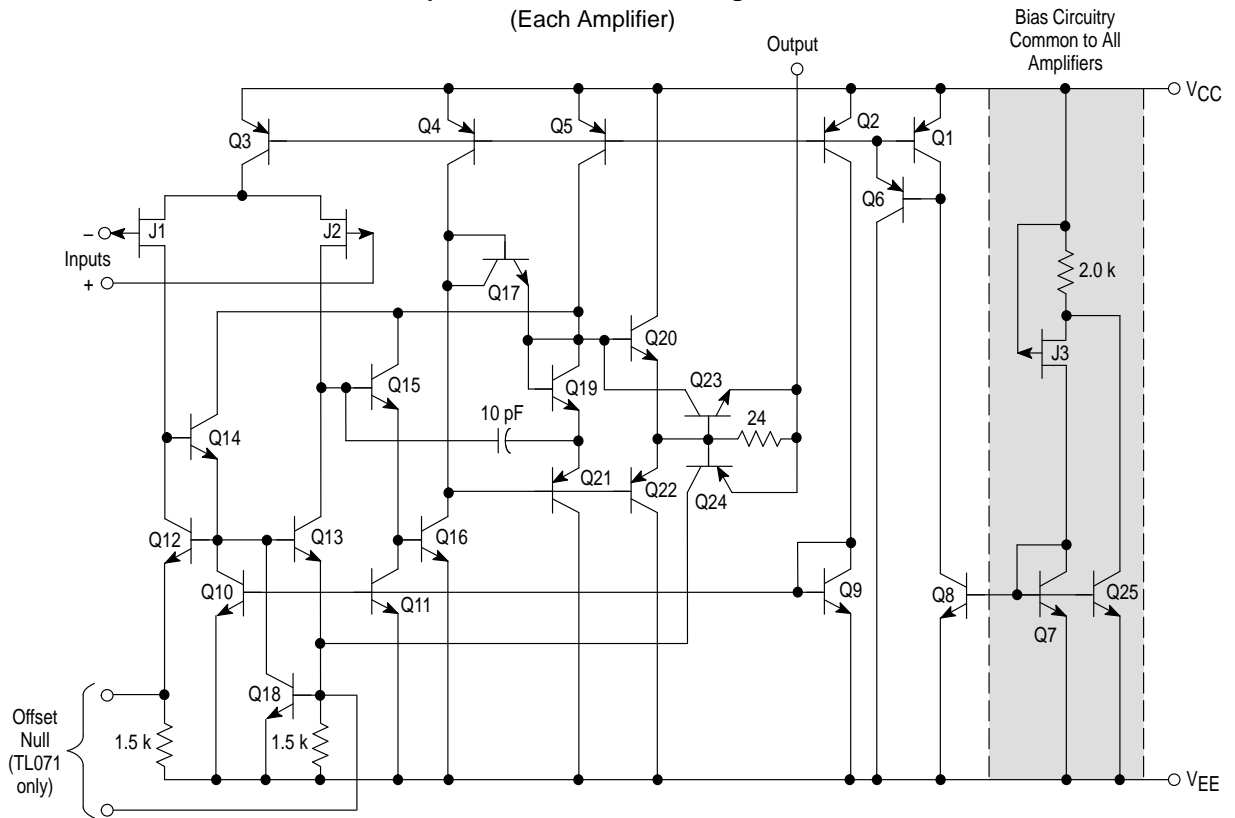 (Each Amplifier)
Bias Circuitry
Common to All
Amplifiers
Output
VCC
Q3
Q4
Q5
Q2
Q1
Q6
–
J1
J2
Inputs
+
Q17
2.0 k
J3
Q20
Q15
Q19
Q23
10 pF
24
Q14
Q21
Q22
Q24
Q12
Q13
Q16
Q10
Q11
Q9
Q8
Q25
Q7
Q18
Offset
Null
(TL071
only)
1.5 k
1.5 k
VEE